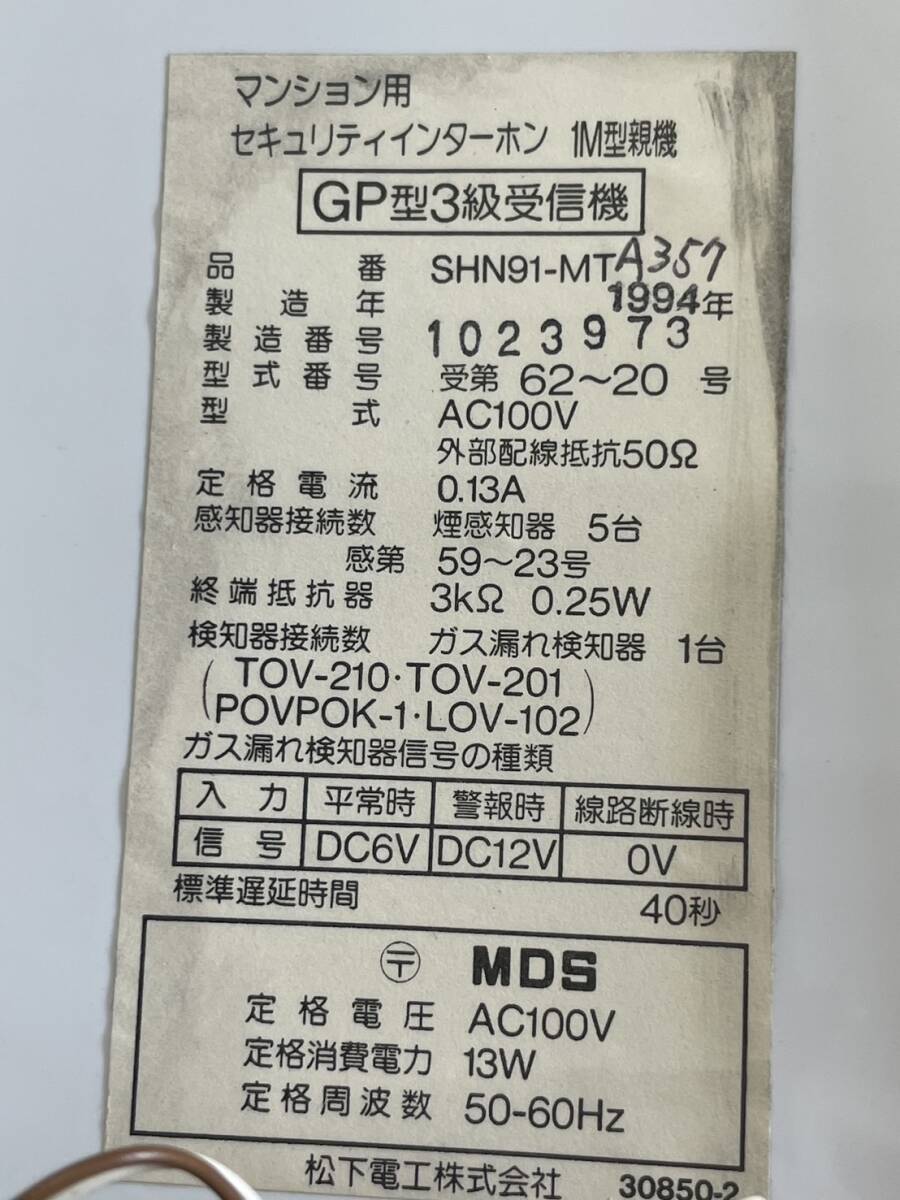 マンション用
セキュリティインターホン 1M型親機
GP型3級受信機
品番 SHN91-MTA357
製造年 1994年
製造番号 1023973
型式番号 受第 62〜20 号
型式 AC100V
外部配線抵抗50Ω
定格電流 0.13A
感知器接続数 煙感知器 5台
感第 59〜23号
終端抵抗器 3kΩ 0.25W
検知器接続数 ガス漏れ検知器 1台
(TOV-210・TOV-201
POVPOK-1・LOV-102)
ガス漏れ検知器信号の種類
入力 平常時 警報時 線路断線時
信号 DC6V DC12V 0V
標準遅延時間 40秒
〒 MDS
定格電圧 AC100V
定格消費電力 13W
定格周波数 50-60Hz
松下電工株式会社 30850-2